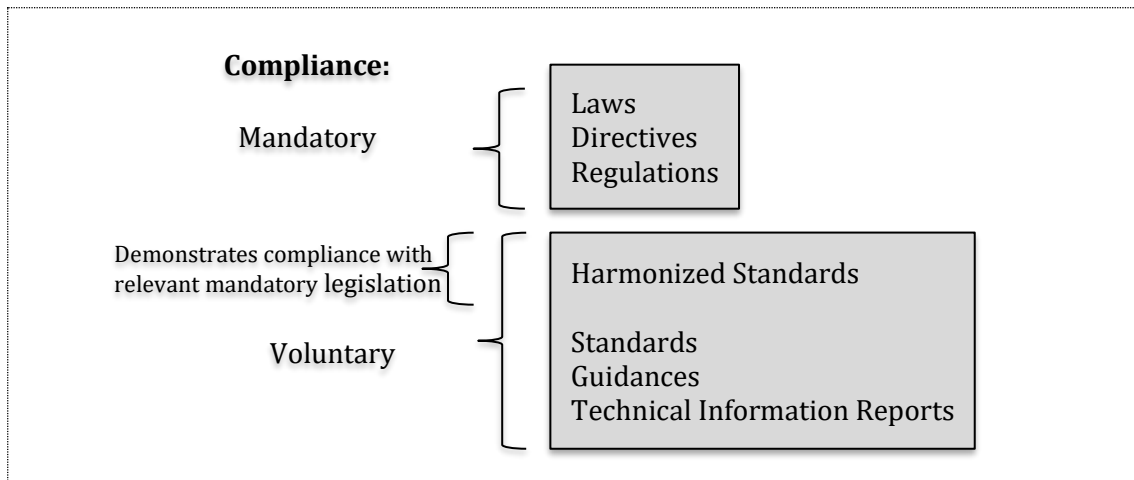 Compliance:
Mandatory
Laws
Directives
Regulations
Demonstrates compliance with
relevant mandatory legislation
Voluntary
Harmonized Standards
Standards
Guidances
Technical Information Reports